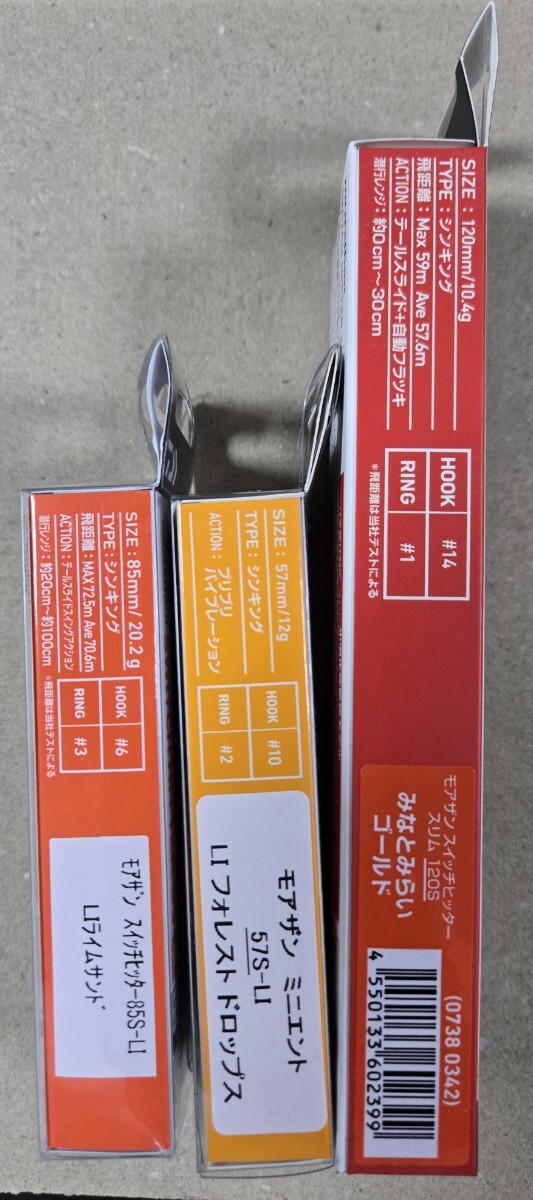 SIZE : 85mm/ 20.2 g
TYPE : シンキング
飛距離 : MAX 72.5m Ave 70.6m
ACTION : テールスライドスイングアクション
潜行レンジ : 約20cm～約100cm
HOOK #6
RING #3
*飛距離は当社テストによる
モアザン スイッチヒッター85S-LI
LIライムサンド
SIZE : 57mm/12g
TYPE : シンキング
ACTION : ブリブリ
バイブレーション
HOOK #10
RING #2
モアザン ミニエント
57S-LI
LI フォレストドロップス
SIZE : 120mm/10.4g
TYPE : シンキング
飛距離 : Max 59m Ave 57.6m
ACTION : テールスライド+自動フラツキ
潜行レンジ : 約0cm～30cm
HOOK #14
RING #1
*飛距離は当社テストによる
モアザン スイッチヒッター
スリム 120S
みなとみらい
ゴールド
(0738 0342)
4 550133 602399